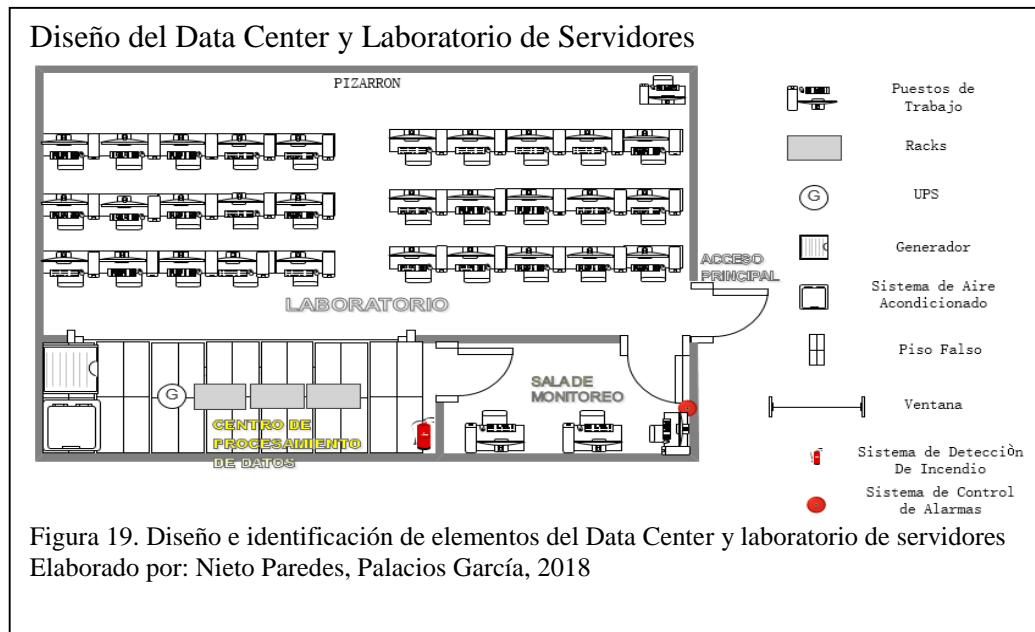 Diseño del Data Center y Laboratorio de Servidores
PIZARRON
LABORATORIO
ACCESO
PRINCIPAL
SALA DE
MONITOREO
G
CENTRO DE
PROCESAMIENTO
DE DATOS
Puestos de
Trabajo
Racks
G
UPS
Generador
Sistema de Aire
Acondicionado
Piso Falso
Ventana
Sistema de Detecciòn
De Incendio
Sistema de Control
de Alarmas
Figura 19. Diseño e identificación de elementos del Data Center y laboratorio de servidores
Elaborado por: Nieto Paredes, Palacios García, 2018